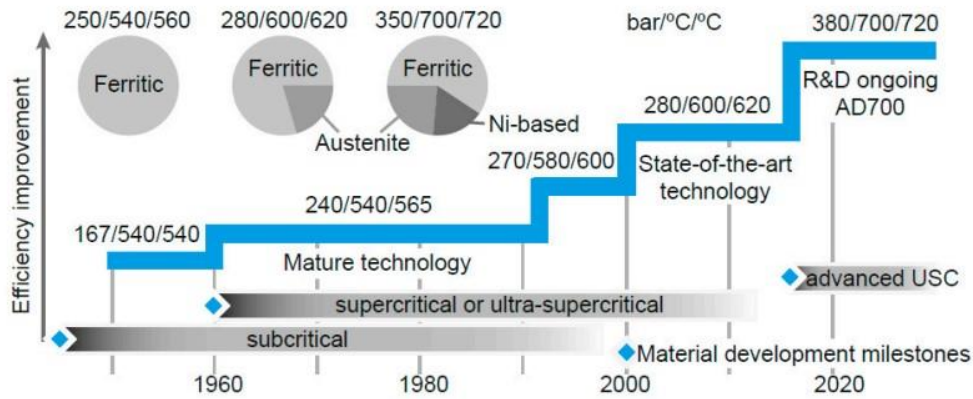 250/540/560 280/600/620 350/700/720 bar/ºC/ºC 380/700/720
Ferritic Ferritic Ferritic
Austenite
Ni-based
R&D ongoing
AD700
280/600/620
270/580/600
State-of-the-art
technology
240/540/565
167/540/540
Mature technology
Efficiency improvement
advanced USC
supercritical or ultra-supercritical
subcritical
Material development milestones
1960 1980 2000 2020